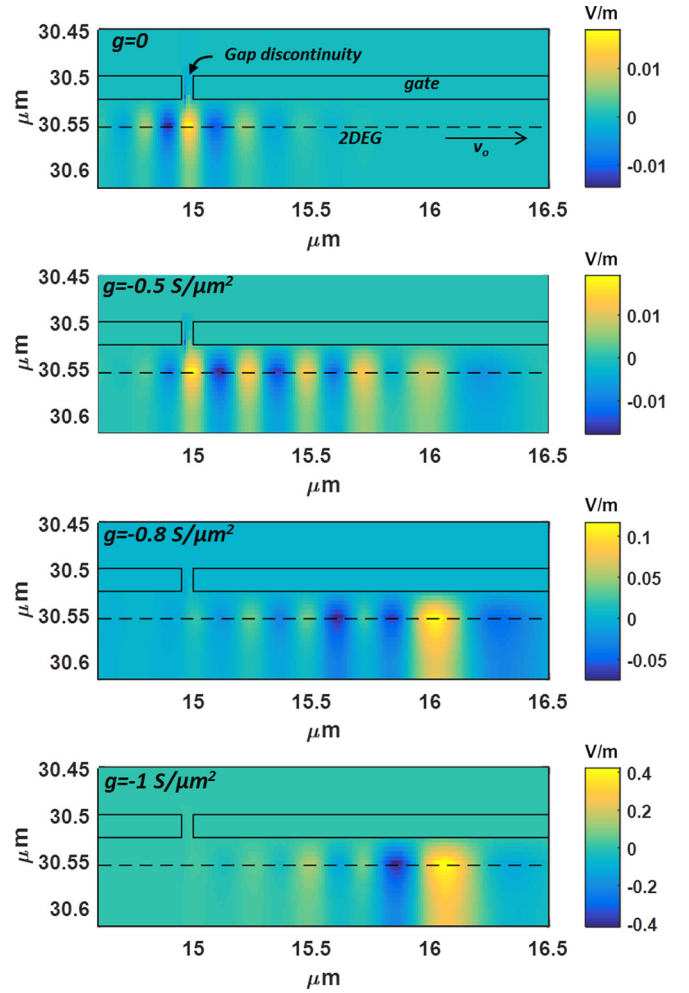 V/m
30.45
g=0
Gap discontinuity
30.5
gate
0.01
μm
30.55
2DEG
0
vo
30.6
-0.01
15 15.5 16 16.5
μm
V/m
30.45
g=-0.5 S/μm²
30.5
0.01
μm
30.55
0
30.6
-0.01
15 15.5 16 16.5
μm
V/m
30.45
g=-0.8 S/μm²
0.1
30.5
0.05
μm
30.55
0
30.6
-0.05
15 15.5 16 16.5
μm
V/m
30.45
g=-1 S/μm²
0.4
30.5
0.2
μm
30.55
0
-0.2
30.6
-0.4
15 15.5 16 16.5
μm